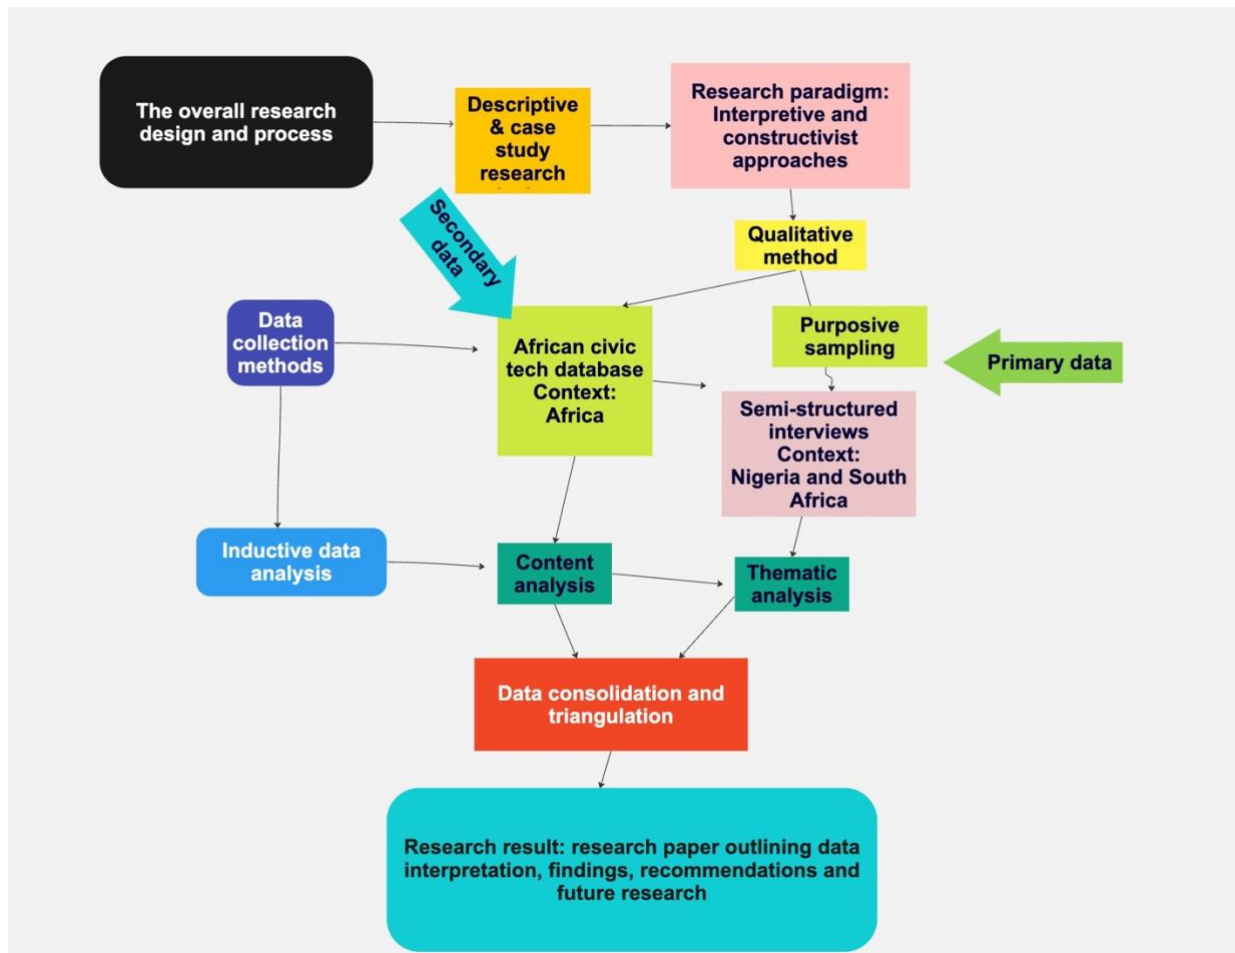 The overall research
design and process
Descriptive
& case
study
research
Research paradigm:
Interpretive and
constructivist
approaches
Secondary
data
Qualitative
method
Data
collection
methods
African civic
tech database
Context:
Africa
Purposive
sampling
Primary data
Semi-structured
interviews
Context:
Nigeria and South
Africa
Inductive data
analysis
Content
analysis
Thematic
analysis
Data consolidation and
triangulation
Research result: research paper outlining data
interpretation, findings, recommendations and
future research